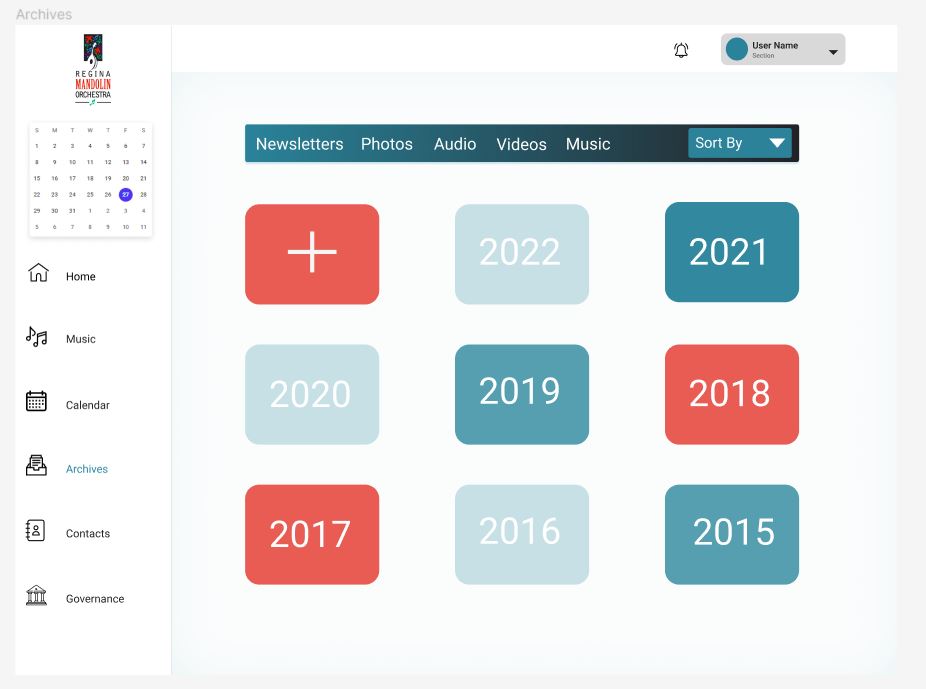 Archives
REGINA
MANDOLIN
ORCHESTRA
User Name
Section
S M T W T F S
1 2 3 4 5 6 7
8 9 10 11 12 13 14
15 16 17 18 19 20 21
22 23 24 25 26 27 28
29 30 31 1 2 3 4
5 6 7 8 9 10 11
Home
Music
Calendar
Archives
Contacts
Governance
Newsletters Photos Audio Videos Music Sort By
2022 2021
2020 2019 2018
2017 2016 2015